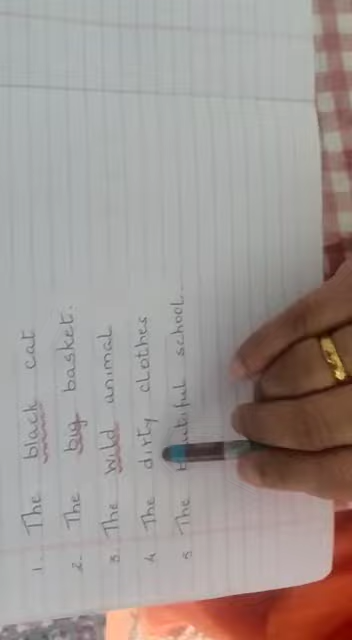 1. The black cat
2. The big basket.
3. The wild animal
4. The dirty clothes
5. The beautiful school.